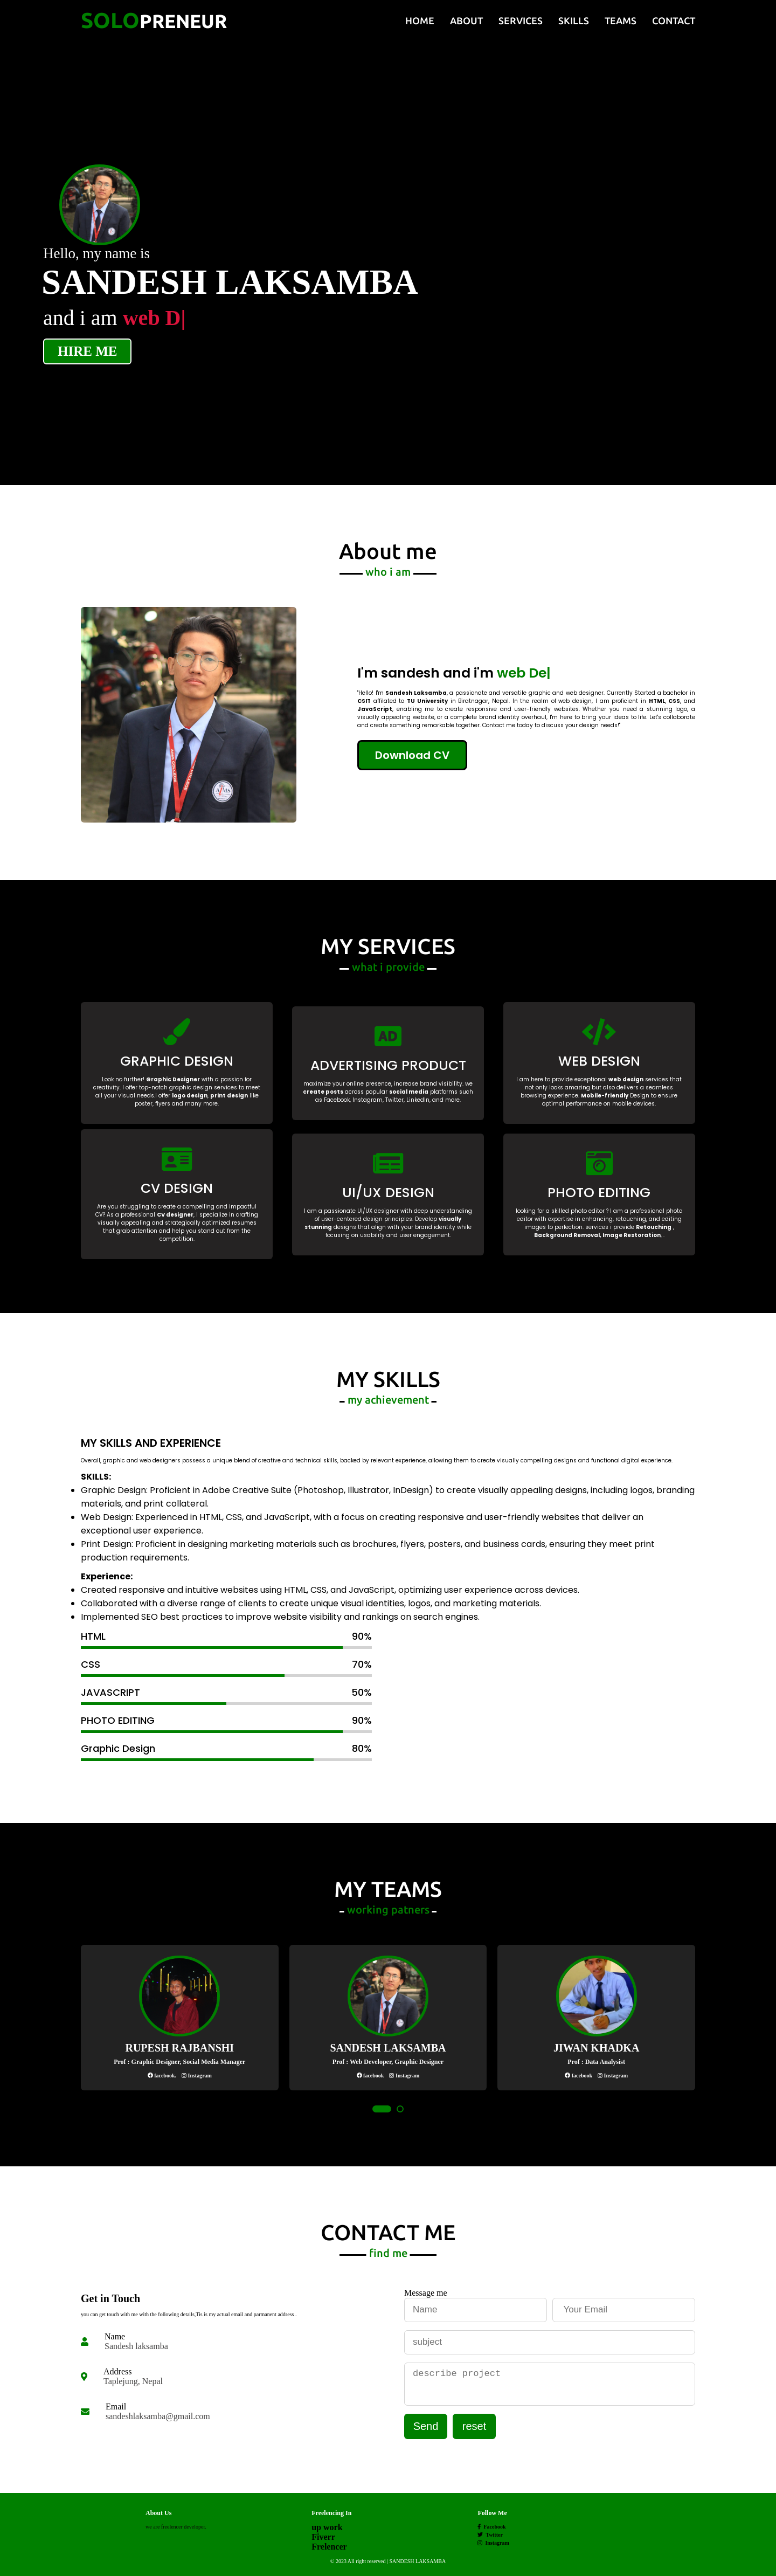 SOLOPRENEUR
HOME ABOUT SERVICES SKILLS TEAMS CONTACT
Hello, my name is
SANDESH LAKSAMBA
and i am web D|
HIRE ME
About me
who i am
I'm sandesh and i'm web De|
"Hello! I'm Sandesh Laksamba, a passionate and versatile graphic and web designer. Currently Started a bachelor in
CSIT affilated to TU University in Biratnagar, Nepal. In the realm of web design, I am proficient in HTML, CSS, and
JavaScript, enabling me to create responsive and user-friendly websites. Whether you need a stunning logo, a
visually appealing website, or a complete brand identity overhaul, I'm here to bring your ideas to life. Let's collaborate
and create something remarkable together. Contact me today to discuss your design needs!"
Download CV
MY SERVICES
what i provide
GRAPHIC DESIGN
Look no further! Graphic Designer with a passion for
creativity. I offer top-notch graphic design services to meet
all your visual needs.I offer logo design, print design like
poster, flyers and many more.
AD
ADVERTISING PRODUCT
maximize your online presence, increase brand visibility. we
create posts across popular social media platforms such
as Facebook, Instagram, Twitter, LinkedIn, and more.
WEB DESIGN
I am here to provide exceptional web design services that
not only looks amazing but also delivers a seamless
browsing experience. Mobile-friendly Design to ensure
optimal performance on mobile devices.
CV DESIGN
Are you struggling to create a compelling and impactful
CV? As a professional CV designer, I specialize in crafting
visually appealing and strategically optimized resumes
that grab attention and help you stand out from the
competition.
UI/UX DESIGN
I am a passionate UI/UX designer with deep understanding
of user-centered design principles. Develop visually
stunning designs that align with your brand identity while
focusing on usability and user engagement.
PHOTO EDITING
looking for a skilled photo editor ? I am a professional photo
editor with expertise in enhancing, retouching, and editing
images to perfection. services i provide Retouching ,
Background Removal, Image Restoration,
MY SKILLS
my achievement
MY SKILLS AND EXPERIENCE
Overall, graphic and web designers possess a unique blend of creative and technical skills, backed by relevant experience, allowing them to create visually compelling designs and functional digital experience.
SKILLS:
Graphic Design: Proficient in Adobe Creative Suite (Photoshop, Illustrator, InDesign) to create visually appealing designs, including logos, branding
materials, and print collateral.
Web Design: Experienced in HTML, CSS, and JavaScript, with a focus on creating responsive and user-friendly websites that deliver an
exceptional user experience.
Print Design: Proficient in designing marketing materials such as brochures, flyers, posters, and business cards, ensuring they meet print
production requirements.
Experience:
Created responsive and intuitive websites using HTML, CSS, and JavaScript, optimizing user experience across devices.
Collaborated with a diverse range of clients to create unique visual identities, logos, and marketing materials.
Implemented SEO best practices to improve website visibility and rankings on search engines.
HTML 90%
CSS 70%
JAVASCRIPT 50%
PHOTO EDITING 90%
Graphic Design 80%
MY TEAMS
working patners
RUPESH RAJBANSHI
Prof : Graphic Designer, Social Media Manager
facebook. Instagram
SANDESH LAKSAMBA
Prof : Web Developer, Graphic Designer
facebook Instagram
JIWAN KHADKA
Prof : Data Analysist
facebook Instagram
CONTACT ME
find me
Get in Touch
you can get touch with me with the following details,Tis is my actual email and parmanent address .
Name
Sandesh laksamba
Address
Taplejung, Nepal
Email
sandeshlaksamba@gmail.com
Message me
Name
Your Email
subject
describe project
Send reset
About Us
we are freelancer developer.
Freelencing In
up work
Fiverr
Freiencer
Follow Me
Facebook
Twitter
Instagram
© 2023 All right reserved | SANDESH LAKSAMBA